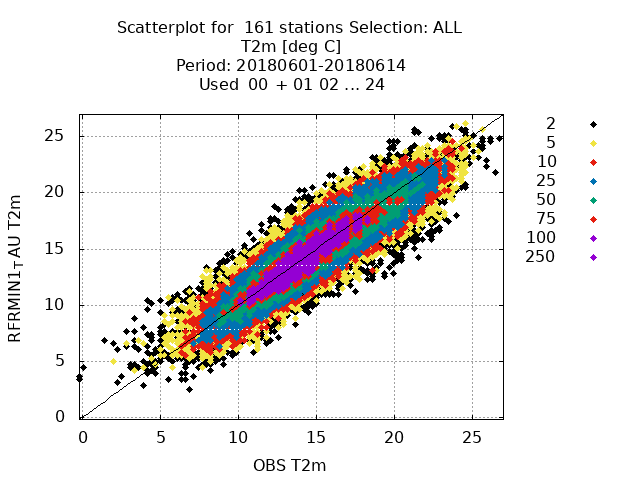 Scatterplot for  161 stations Selection: ALL
T2m [deg C]
Period: 20180601-20180614
Used  00 + 01 02 ... 24
2
5
10
25
50
75
100
250
25
20
15
10
5
0
RFRMIN1TAU T2m
0 5 10 15 20 25
OBS T2m